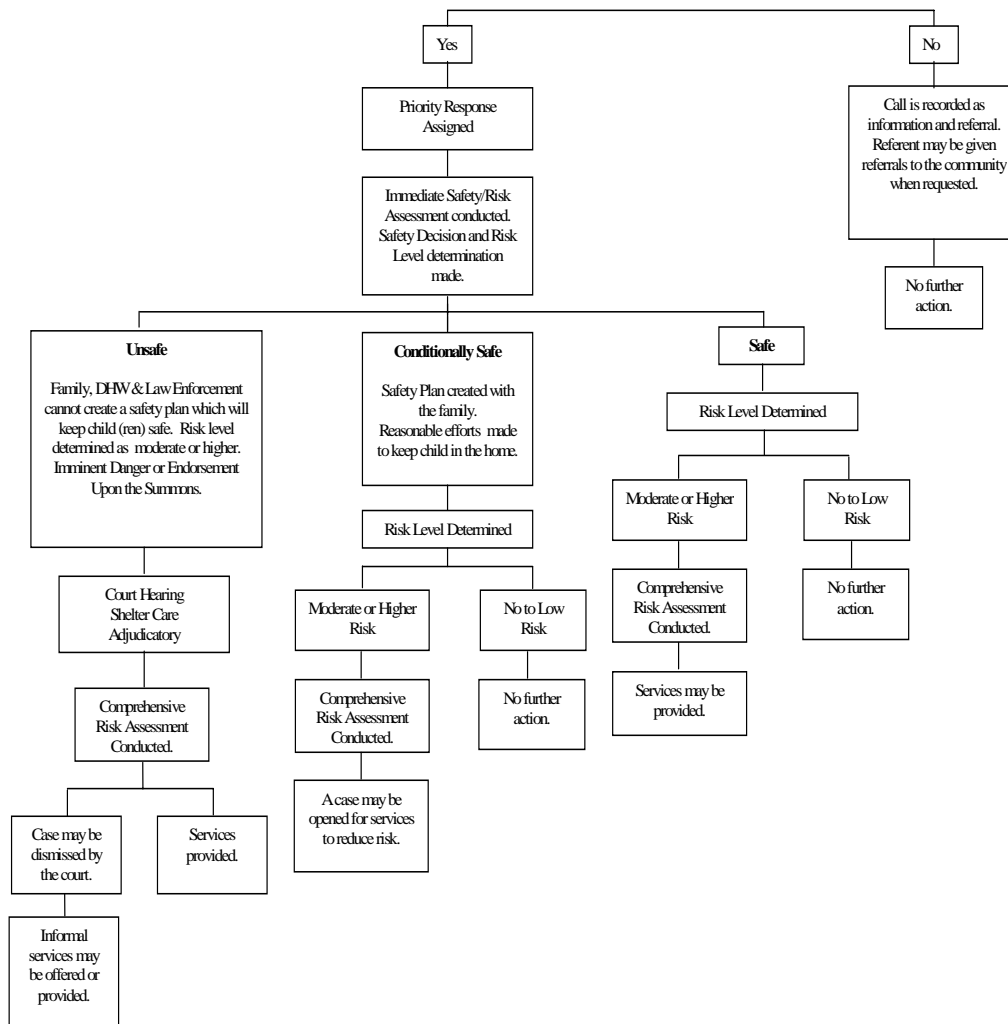 Yes
No
Priority Response
Assigned
Call is recorded as
information and referral.
Referent may be given
referrals to the community
when requested.
Immediate Safety/Risk
Assessment conducted.
Safety Decision and Risk
Level determination
made.
No further
action.
Unsafe
Family, DHW & Law Enforcement
cannot create a safety plan which will
keep child (ren) safe. Risk level
determined as moderate or higher.
Imminent Danger or Endorsement
Upon the Summons.
Conditionally Safe
Safety Plan created with
the family.
Reasonable efforts made
to keep child in the home.
Safe
Risk Level Determined
Moderate or Higher
Risk
No to Low
Risk
Risk Level Determined
Court Hearing
Shelter Care
Adjudicatory
Moderate or Higher
Risk
No to Low
Risk
Comprehensive
Risk Assessment
Conducted.
No further
action.
Comprehensive
Risk Assessment
Conducted.
Comprehensive
Risk Assessment
Conducted.
No further
action.
Services may be
provided.
Case may be
dismissed by
the court.
Services
provided.
A case may be
opened for services
to reduce risk.
Informal
services may
be offered or
provided.